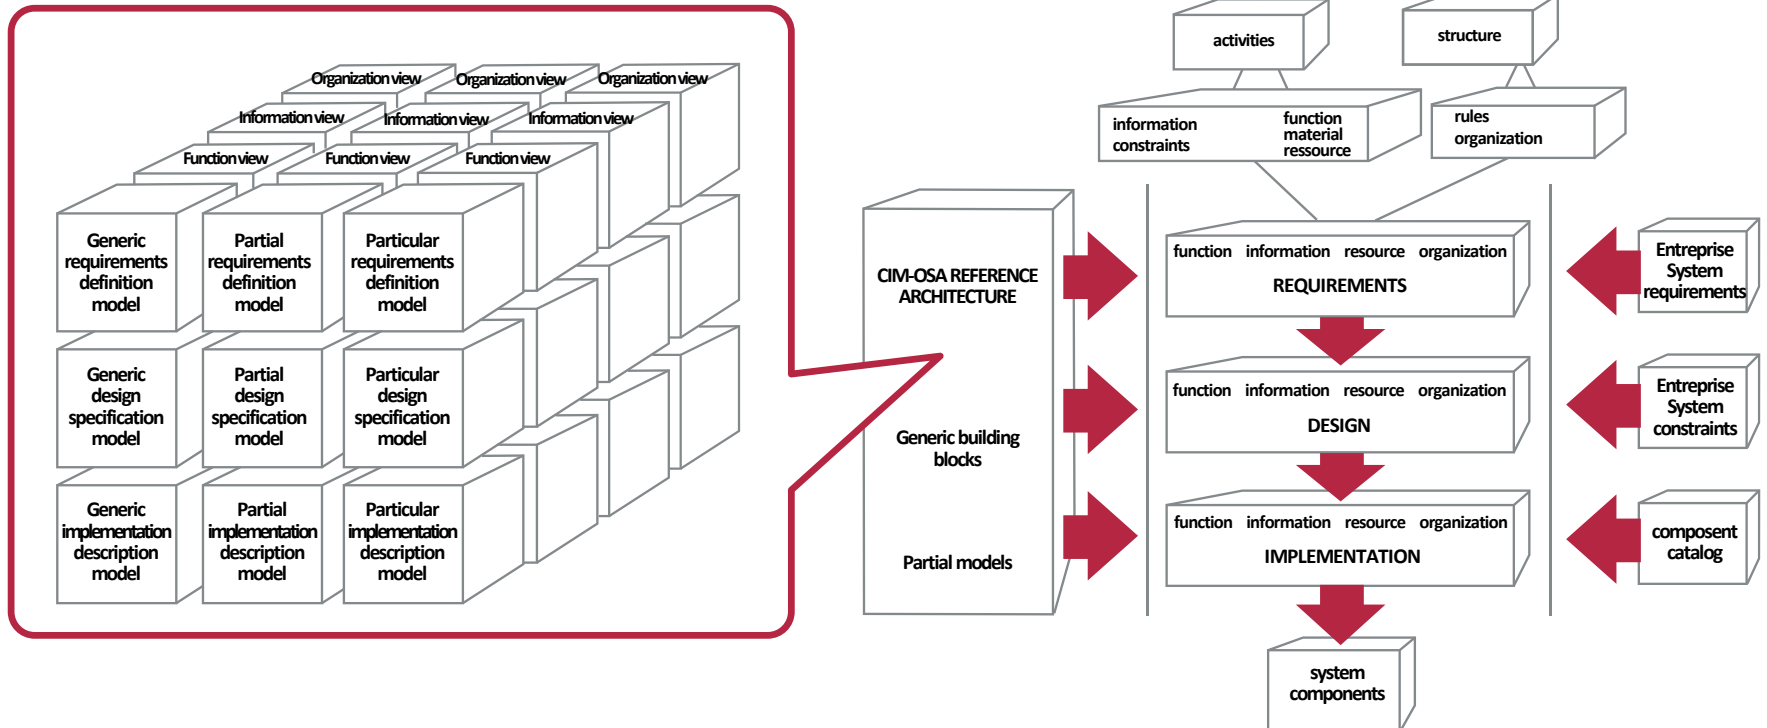 Organization view
Organization view
Organization view
Information view
Information view
Information view
Function view
Function view
Function view
Generic
requirements
definition
model
Partial
requirements
definition
model
Particular
requirements
definition
model
Generic
design
specification
model
Partial
design
specification
model
Particular
design
specification
model
Generic
implementation
description
model
Partial
implementation
description
model
Particular
implementation
description
model
CIM-OSA REFERENCE
ARCHITECTURE
Generic building
blocks
Partial models
activities
structure
information
constraints
function
material
ressource
rules
organization
function information resource organization
REQUIREMENTS
function information resource organization
DESIGN
function information resource organization
IMPLEMENTATION
system
components
Entreprise
System
requirements
Entreprise
System
constraints
composent
catalog